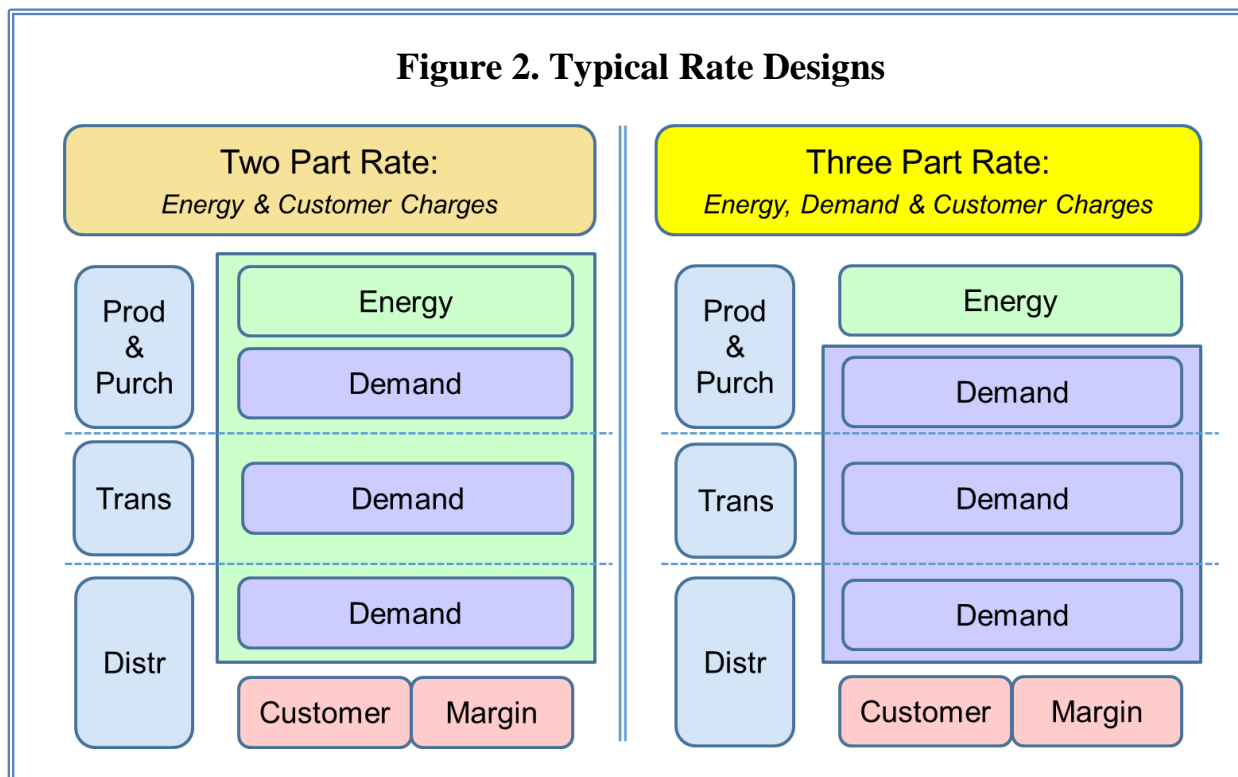 Figure 2. Typical Rate Designs
Two Part Rate:
Energy & Customer Charges
Prod
&
Purch
Energy
Demand
Trans
Demand
Distr
Demand
Customer
Margin
Three Part Rate:
Energy, Demand & Customer Charges
Prod
&
Purch
Energy
Demand
Trans
Demand
Distr
Demand
Customer
Margin